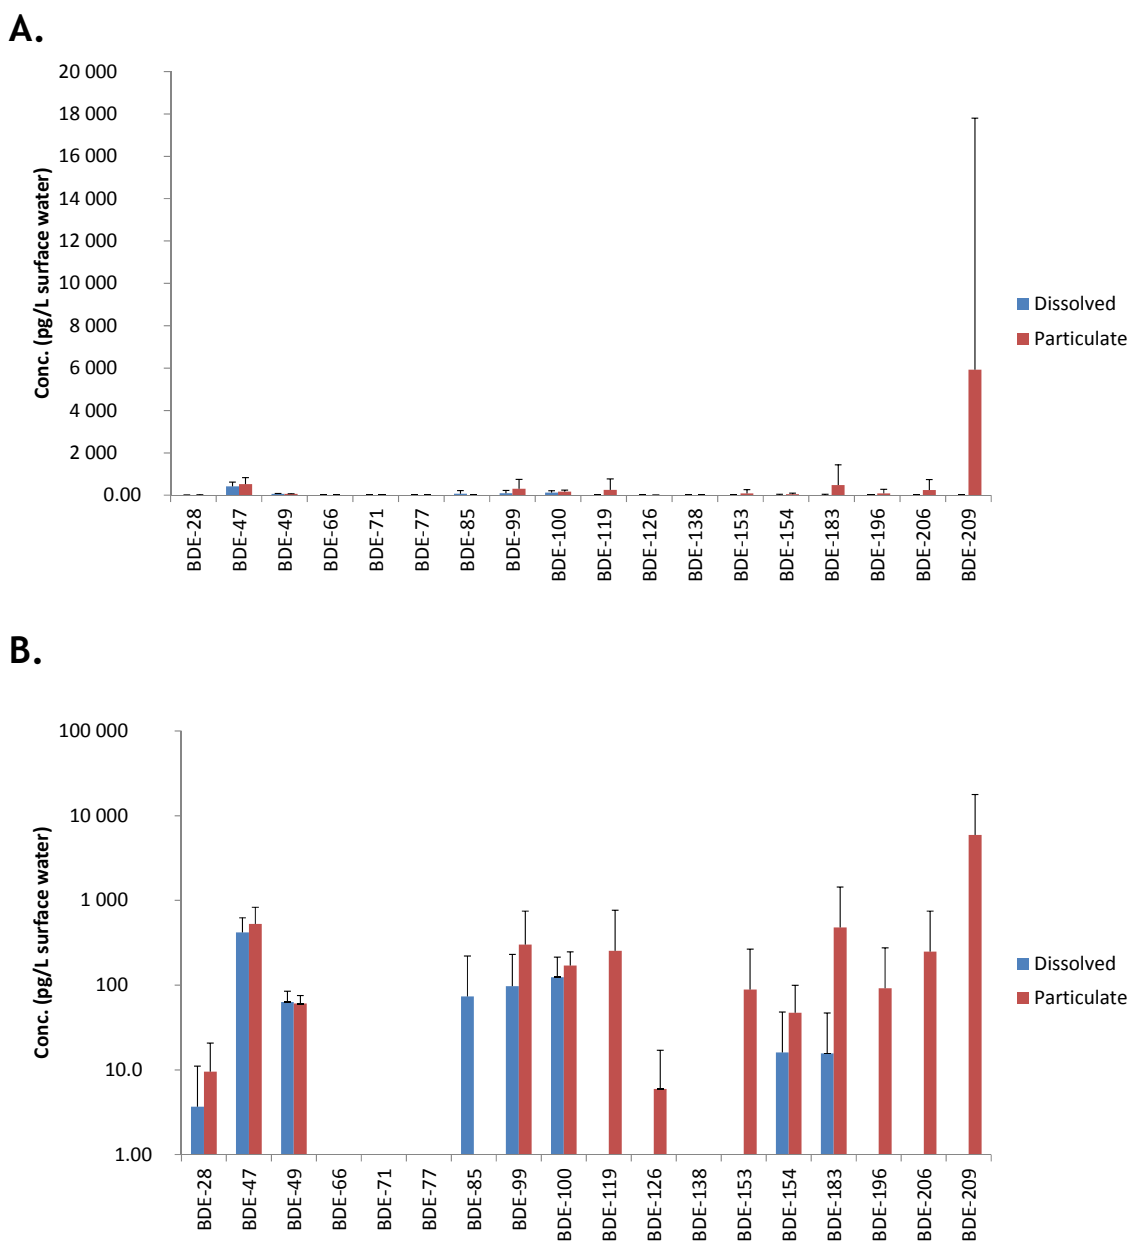 A.
Conc. (pg/L surface water)
20 000
18 000
16 000
14 000
12 000
10 000
8 000
6 000
4 000
2 000
0.00
BDE-28
BDE-47
BDE-49
BDE-66
BDE-71
BDE-77
BDE-85
BDE-99
BDE-100
BDE-119
BDE-126
BDE-138
BDE-153
BDE-154
BDE-183
BDE-196
BDE-206
BDE-209
Dissolved
Particulate
B.
Conc. (pg/L surface water)
100 000
10 000
1 000
100
10.0
1.00
BDE-28
BDE-47
BDE-49
BDE-66
BDE-71
BDE-77
BDE-85
BDE-99
BDE-100
BDE-119
BDE-126
BDE-138
BDE-153
BDE-154
BDE-183
BDE-196
BDE-206
BDE-209
Dissolved
Particulate